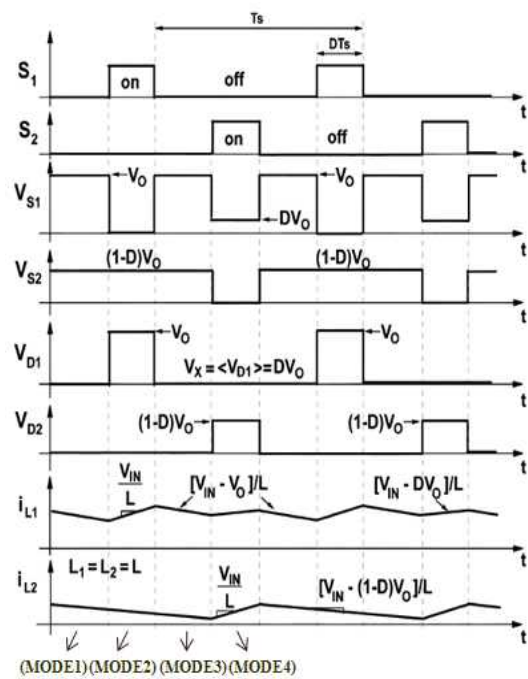 Ts
DTs
S1
on
off
t
S2
on
off
t
VS1
VO
VO
DVO
t
VS2
(1-D)VO
(1-D)VO
t
VD1
VO
VO
VX = <VD1> = DVO
t
VD2
(1-D)VO
(1-D)VO
t
iL1
VIN
L
[VIN - VO]/L
[VIN - DVO]/L
t
iL2
L1 = L2 = L
VIN
L
[VIN - (1-D)VO]/L
t
(MODE1) (MODE2) (MODE3) (MODE4)